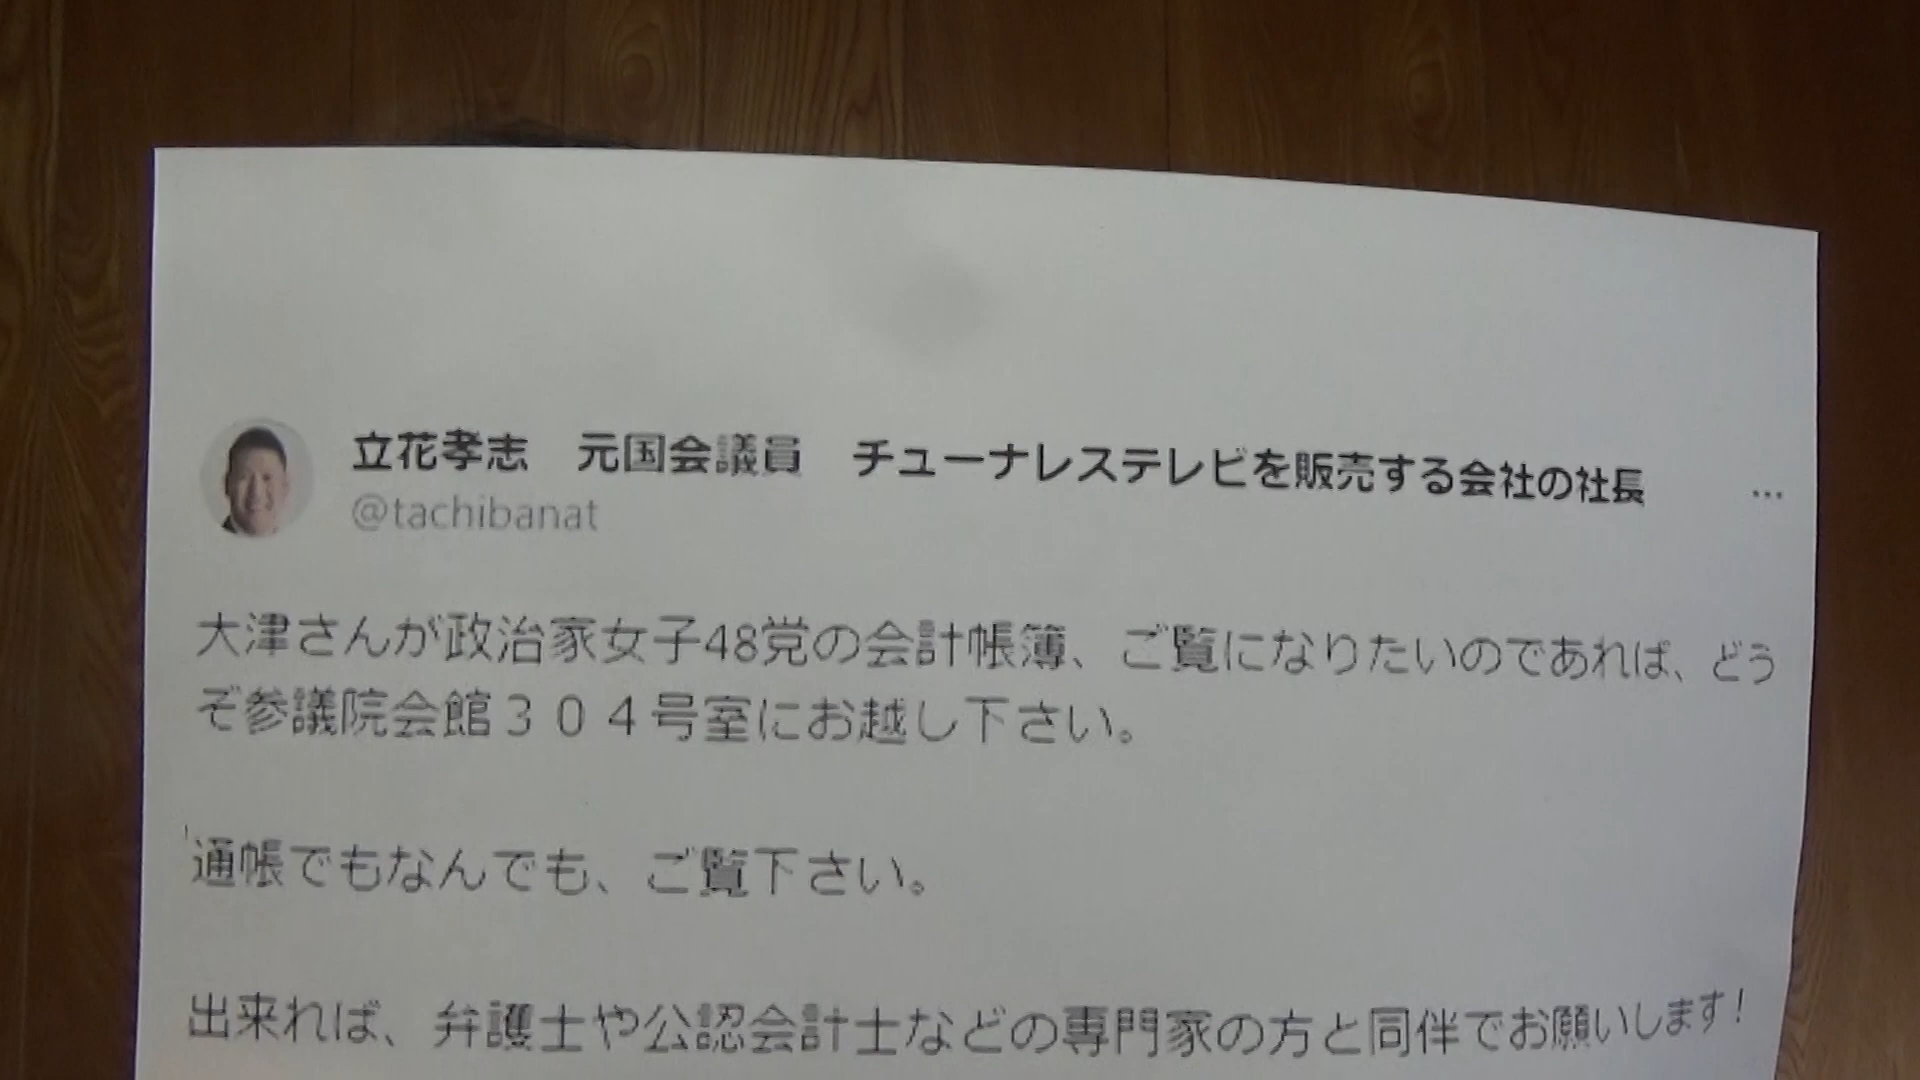 立花孝志　元国会議員　チューナレステレビを販売する会社の社長
@tachibanat
...
大津さんが政治家女子48党の会計帳簿、ご覧になりたいのであれば、どう
ぞ参議院会館３０４号室にお越し下さい。
通帳でもなんでも、ご覧下さい。
出来れば、弁護士や公認会計士などの専門家の方と同伴でお願いします!